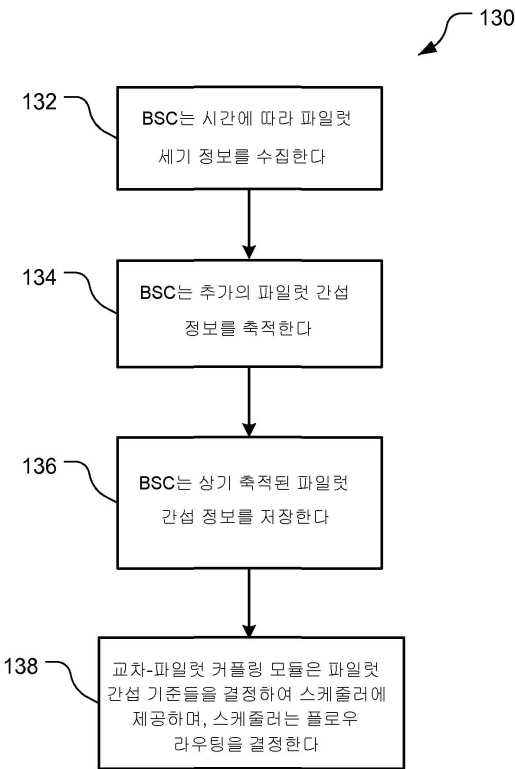 130
132
BSC는 시간에 따라 파일럿
세기 정보를 수집한다
134
BSC는 추가의 파일럿 간섭
정보를 축적한다
136
BSC는 상기 축적된 파일럿
간섭 정보를 저장한다
138
교차-파일럿 커플링 모듈은 파일럿
간섭 기준들을 결정하여 스케줄러에
제공하며, 스케줄러는 플로우
라우팅을 결정한다